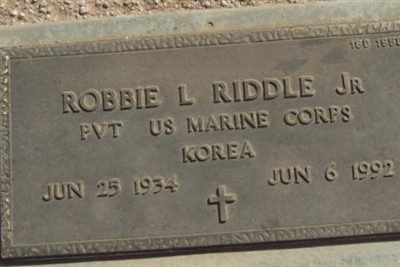 ROBBIE L RIDDLE JR
PVT US MARINE CORPS
KOREA
JUN 25 1934 JUN 6 1992